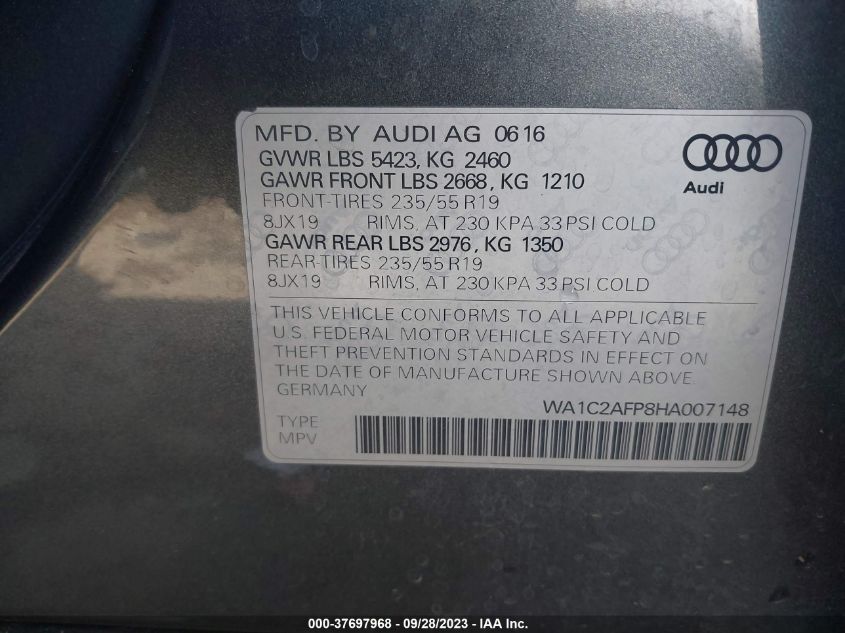 MFD. BY AUDI AG 06 16
GVWR LBS 5423, KG 2460
GAWR FRONT LBS 2668, KG 1210
FRONT-TIRES 235/55 R19
8JX19 RIMS, AT 230 KPA 33 PSI COLD
GAWR REAR LBS 2976, KG 1350
REAR-TIRES 235/55 R19
8JX19 RIMS, AT 230 KPA 33 PSI COLD
Audi
THIS VEHICLE CONFORMS TO ALL APPLICABLE
U.S. FEDERAL MOTOR VEHICLE SAFETY AND
THEFT PREVENTION STANDARDS IN EFFECT ON
THE DATE OF MANUFACTURE SHOWN ABOVE.
GERMANY
WA1C2AFP8HA007148
TYPE
MPV
000-37697968 - 09/28/2023 - IAA Inc.